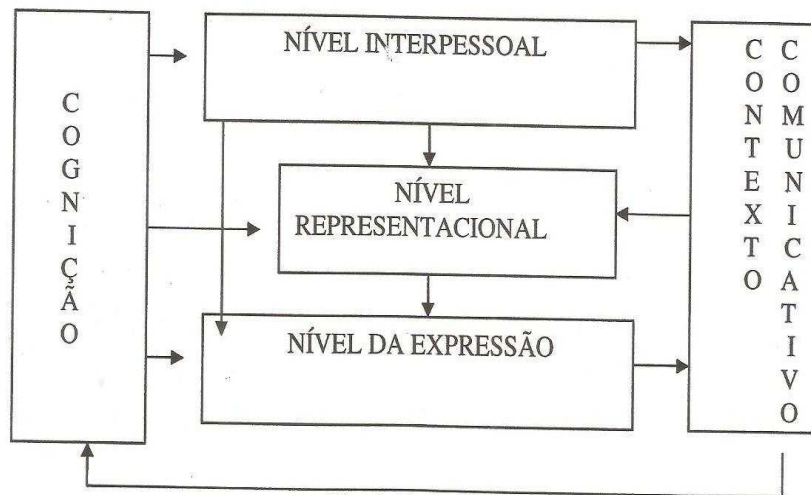 COGNIÇÃO
NÍVEL INTERPESSOAL
NÍVEL
REPRESENTACIONAL
NÍVEL DA EXPRESSÃO
CONTEXTO
COMUNICATIVO